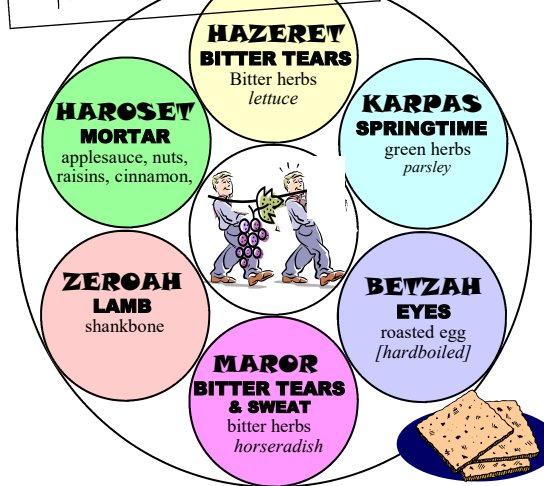 HAZERET
BITTER TEARS
Bitter herbs
lettuce
HAROSET
MORTAR
applesauce, nuts,
raisins, cinnamon,
KARPAS
SPRINGTIME
green herbs
parsley
ZEROAH
LAMB
shankbone
BETZAH
EYES
roasted egg
[hardboiled]
MAROR
BITTER TEARS
& SWEAT
bitter herbs
horseradish